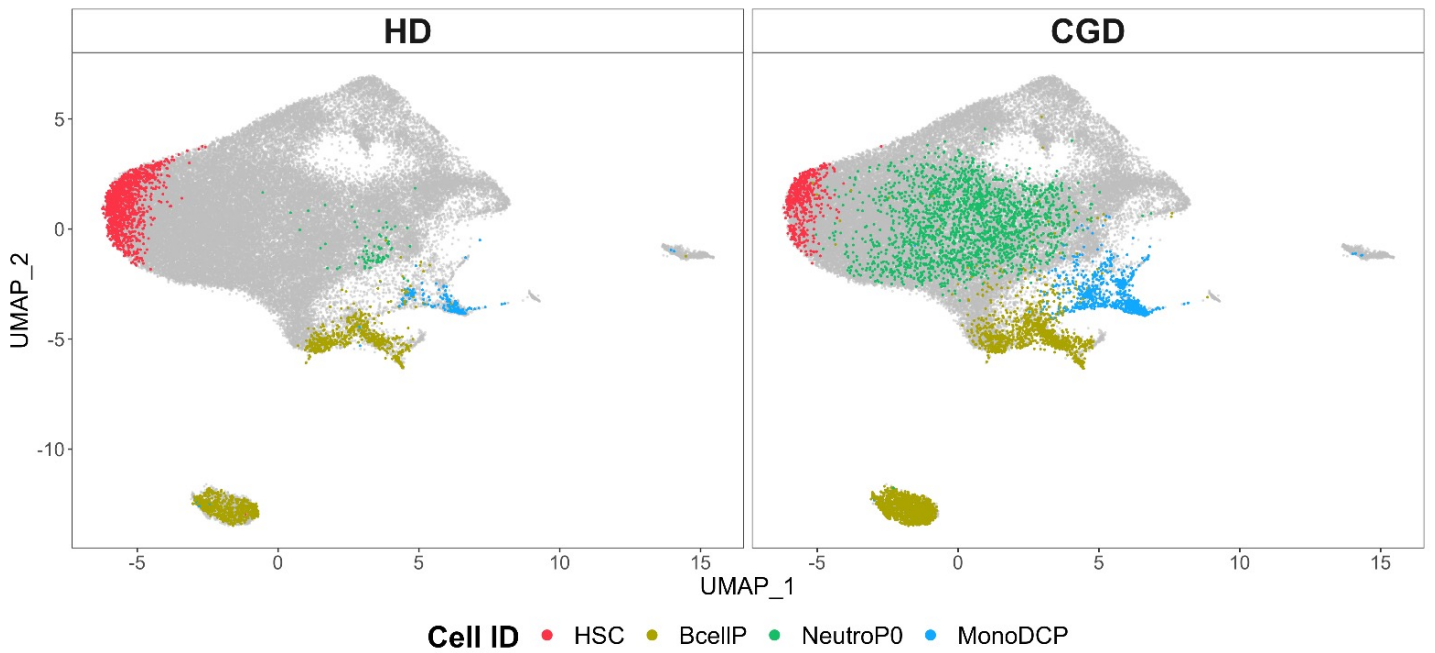 HD CGD
5
0
-5
-10
UMAP_2
-5 0 5 10 15 -5 0 5 10 15
UMAP_1
Cell ID HSC BcellP NeutroP0 MonoDCP